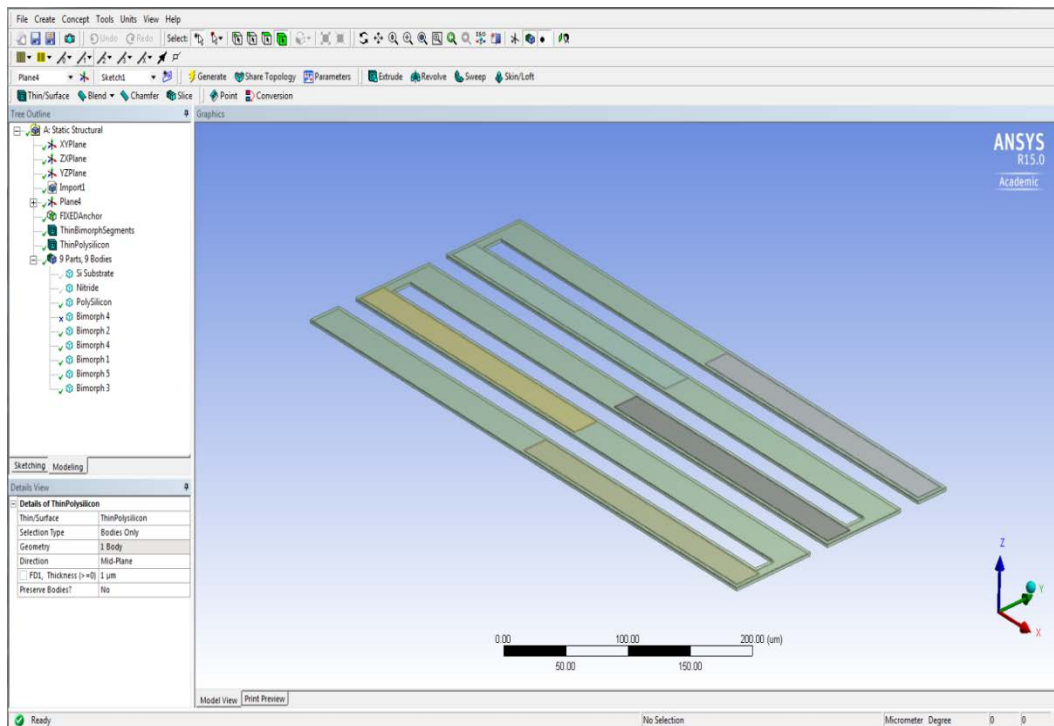 File Create Concept Tools Units View Help
Undo Redo Select:
Plane4 Sketch1 Generate Share Topology Parameters Extrude Revolve Sweep Skin/Loft
Thin/Surface Blend Chamfer Slice Point Conversion
Tree Outline
Graphics
A: Static Structural
XYPlane
ZXPlane
YZPlane
Import1
Plane4
FIXEDAnchor
ThinBimorphSegments
ThinPolysilicon
9 Parts, 9 Bodies
Si Substrate
Nitride
PolySilicon
Bimorph 4
Bimorph 2
Bimorph 4
Bimorph 1
Bimorph 5
Bimorph 3
Sketching Modeling
Details View
Details of ThinPolysilicon
Thin/Surface ThinPolysilicon
Selection Type Bodies Only
Geometry 1 Body
Direction Mid-Plane
FD1, Thickness (>=0) 1 µm
Preserve Bodies? No
ANSYS
R15.0
Academic
Z
Y
X
0.00 100.00 200.00 (um)
50.00 150.00
Model View Print Preview
Ready No Selection Micrometer Degree 0 0